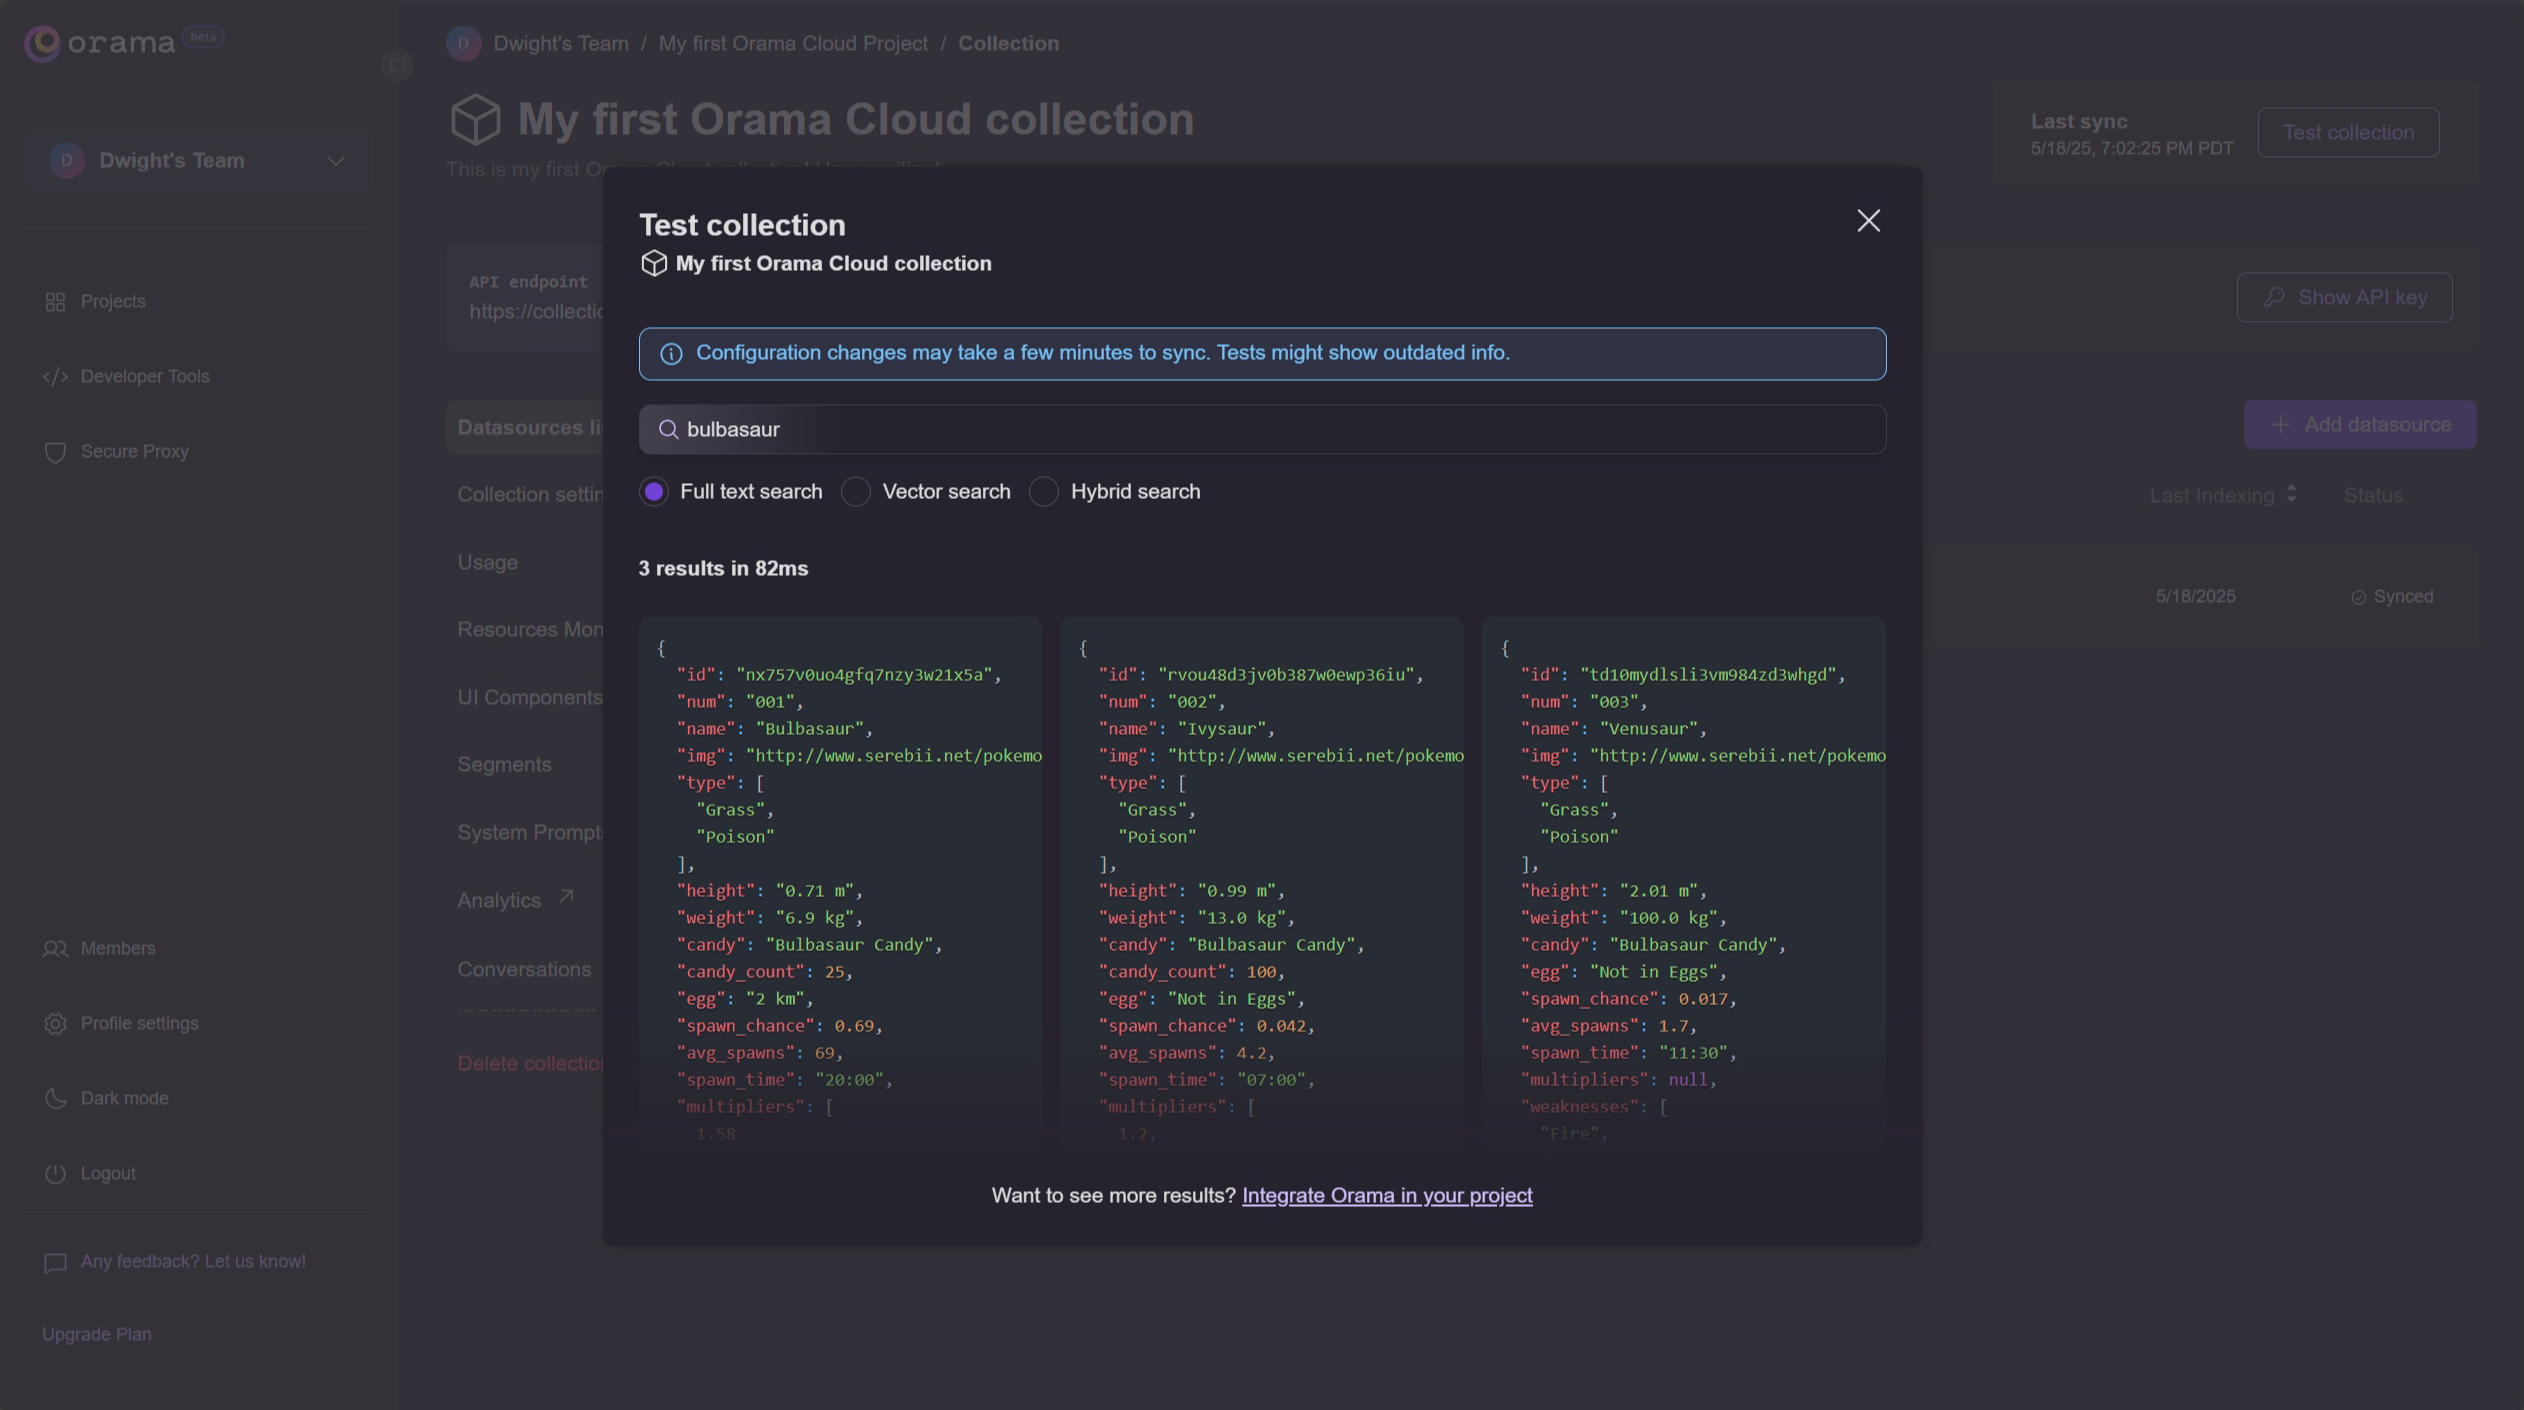 orama beta
Dwight's Team
Projects
Developer Tools
Secure Proxy
Members
Profile settings
Dark mode
Logout
Any feedback? Let us know!
Upgrade Plan
D Dwight's Team / My first Orama Cloud Project / Collection
My first Orama Cloud collection
This is my first
Last sync
5/18/25, 7:02:25 PM PDT
Test collection
API endpoint
https://collectio
Show API key
Datasources li
Collection settin
Usage
Resources Mon
UI Components
Segments
System Prompt
Analytics
Conversations
Delete collection
Add datasource
Last Indexing
Status
5/18/2025
Synced
Test collection
My first Orama Cloud collection
Configuration changes may take a few minutes to sync. Tests might show outdated info.
bulbasaur
Full text search
Vector search
Hybrid search
3 results in 82ms
{
"id": "nx757v0uo4gfq7nzy3w21x5a",
"num": "001",
"name": "Bulbasaur",
"img": "http://www.serebii.net/pokemo
"type": [
"Grass",
"Poison"
],
"height": "0.71 m",
"weight": "6.9 kg",
"candy": "Bulbasaur Candy",
"candy_count": 25,
"egg": "2 km",
"spawn_chance": 0.69,
"avg_spawns": 69,
"spawn_time": "20:00",
"multipliers": [
1.58
{
"id": "rvou48d3jv0b387w0ewp36iu",
"num": "002",
"name": "Ivysaur",
"img": "http://www.serebii.net/pokemo
"type": [
"Grass",
"Poison"
],
"height": "0.99 m",
"weight": "13.0 kg",
"candy": "Bulbasaur Candy",
"candy_count": 100,
"egg": "Not in Eggs",
"spawn_chance": 0.042,
"avg_spawns": 4.2,
"spawn_time": "07:00",
"multipliers": [
1.2,
{
"id": "td10mydlsli3vm984zd3whgd",
"num": "003",
"name": "Venusaur",
"img": "http://www.serebii.net/pokemo
"type": [
"Grass",
"Poison"
],
"height": "2.01 m",
"weight": "100.0 kg",
"candy": "Bulbasaur Candy",
"egg": "Not in Eggs",
"spawn_chance": 0.017,
"avg_spawns": 1.7,
"spawn_time": "11:30",
"multipliers": null,
"weaknesses": [
"Fire",
Want to see more results? Integrate Orama in your project